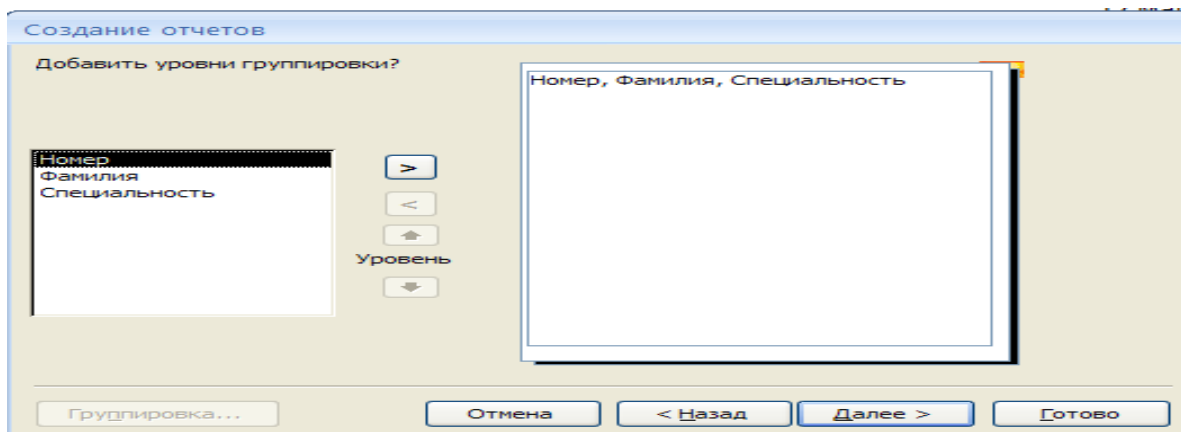 Создание отчетов
Добавить уровни группировки?
Номер, Фамилия, Специальность
Номер
Фамилия
Специальность
>
<
Уровень
Группировка...
Отмена
< Назад
Далее >
Готово